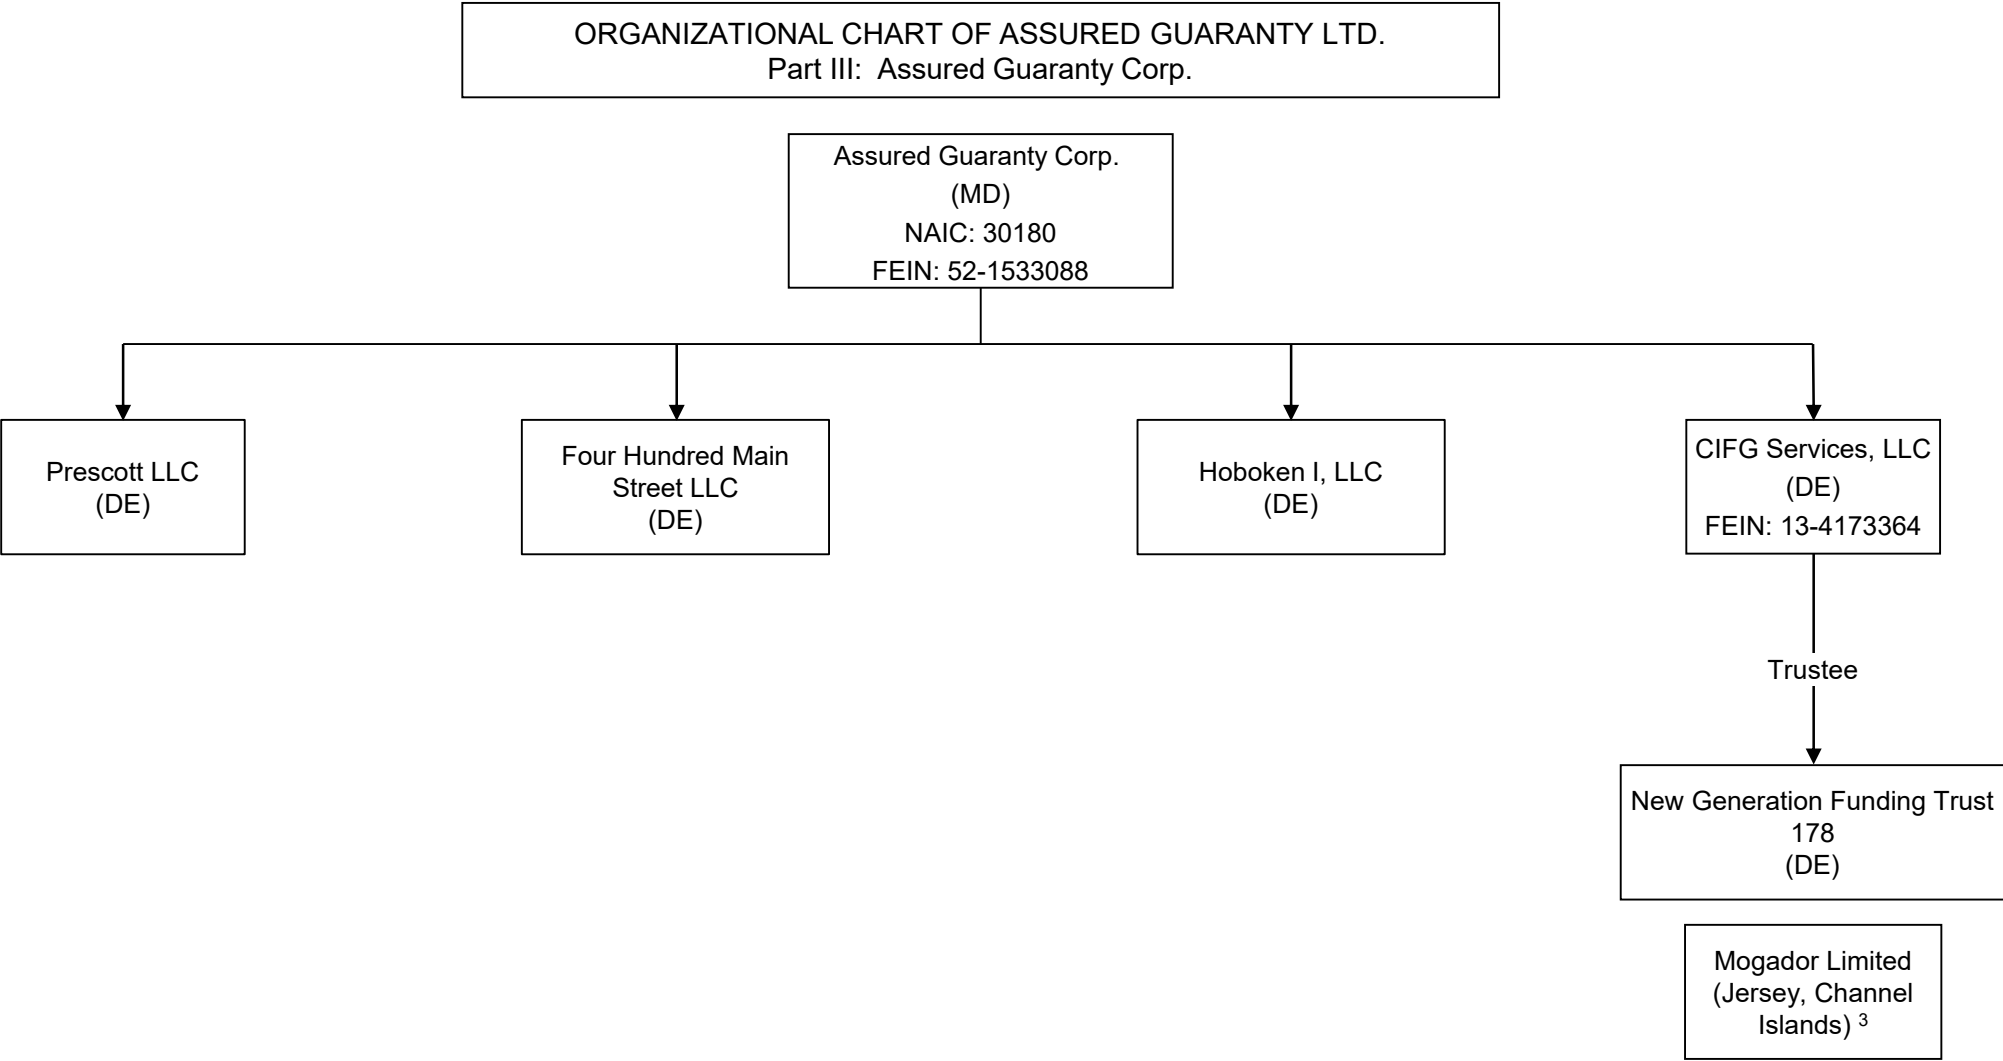 ORGANIZATIONAL CHART OF ASSURED GUARANTY LTD.
Part III:  Assured Guaranty Corp.
Assured Guaranty Corp.
(MD)
NAIC: 30180
FEIN: 52-1533088
Prescott LLC
(DE)
Four Hundred Main
Street LLC
(DE)
Hoboken I, LLC
(DE)
CIFG Services, LLC
(DE)
FEIN: 13-4173364
Trustee
New Generation Funding Trust
178
(DE)
Mogador Limited
(Jersey, Channel
Islands) 3